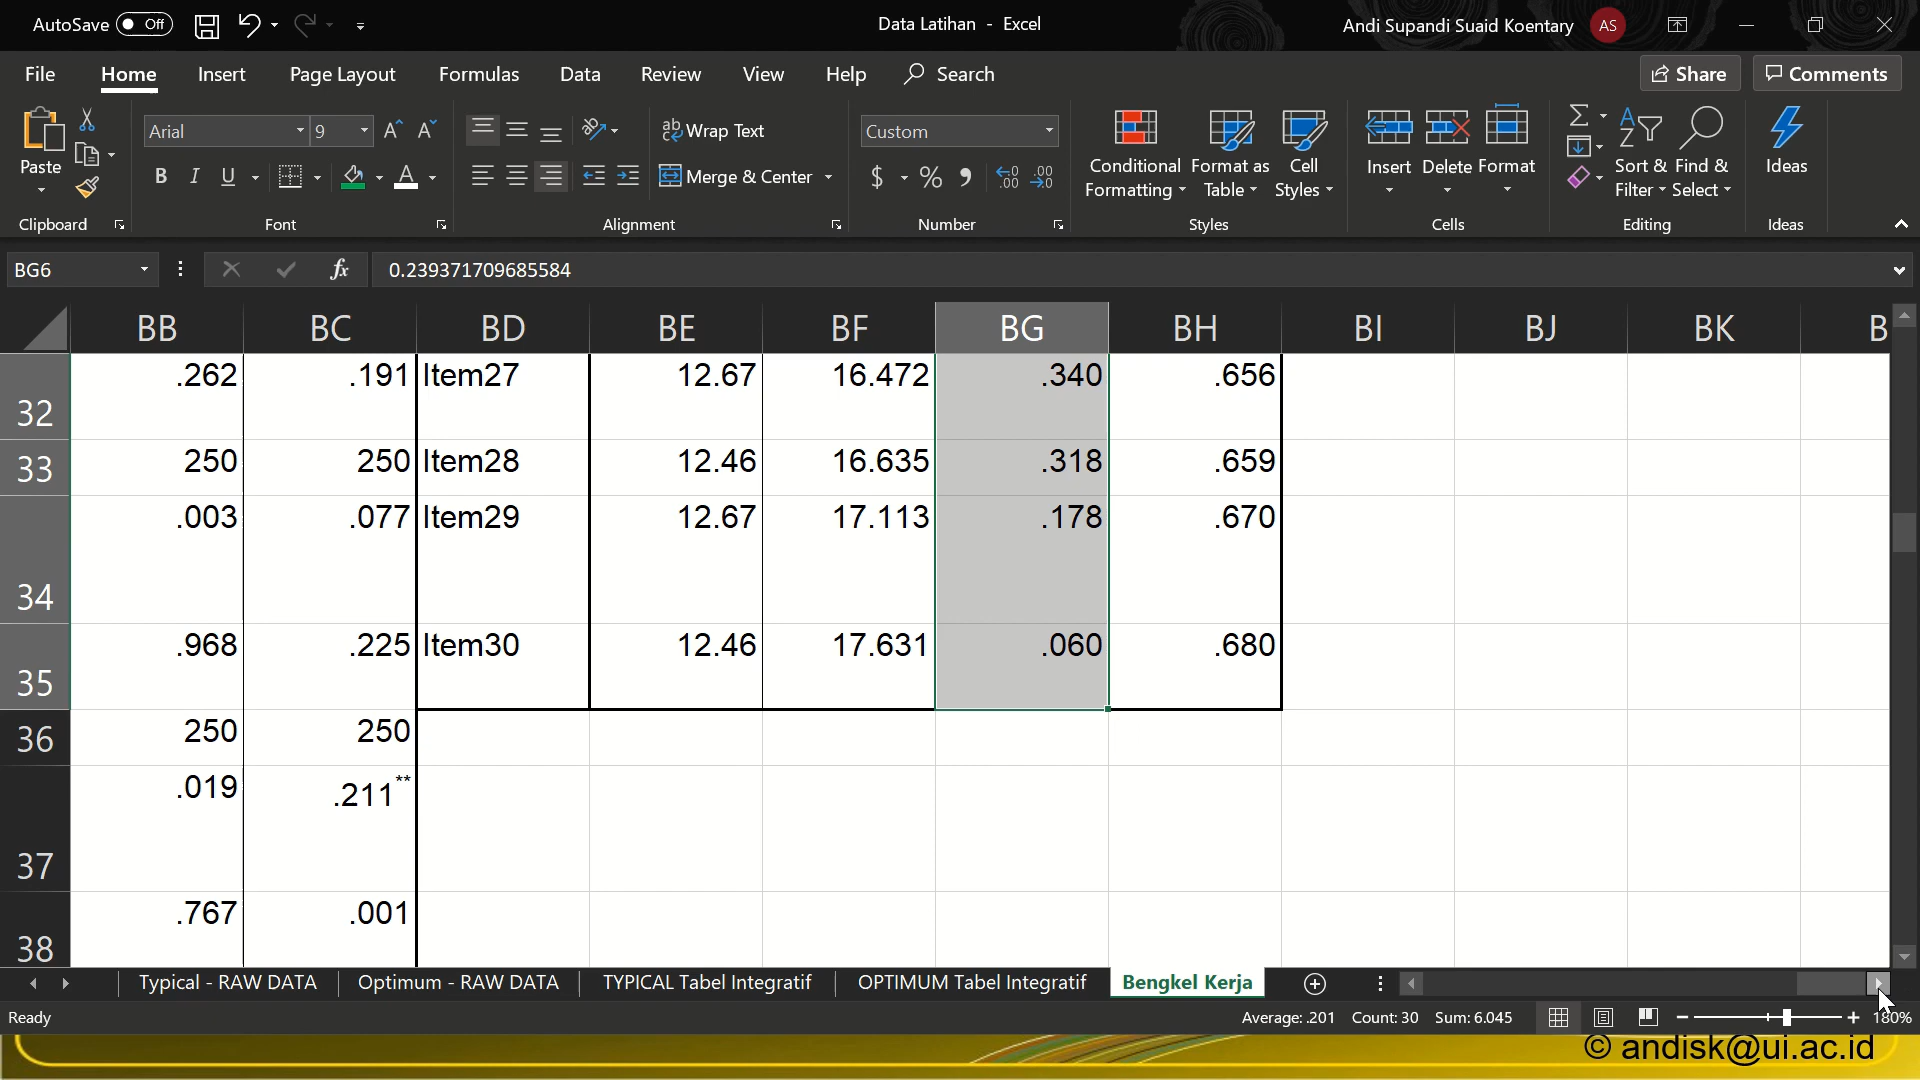 AutoSave Off
Data Latihan - Excel
Andi Supandi Suaid Koentary AS
File Home Insert Page Layout Formulas Data Review View Help Search
Share Comments
Paste
Clipboard
Arial 9
B I U
Font
Wrap Text
Merge & Center
Alignment
Custom
$ %
Number
Conditional Formatting
Format as Table
Cell Styles
Styles
Insert Delete Format
Cells
Sort & Filter
Find & Select
Editing
Ideas
Ideas
BG6 fx 0.239371709685584
BB BC BD BE BF BG BH BI BJ BK B
32 .262 .191 Item27 12.67 16.472 .340 .656
33 250 250 Item28 12.46 16.635 .318 .659
34 .003 .077 Item29 12.67 17.113 .178 .670
35 .968 .225 Item30 12.46 17.631 .060 .680
36 250 250
37 .019 .211**
38 .767 .001
Typical - RAW DATA Optimum - RAW DATA TYPICAL Tabel Integratif OPTIMUM Tabel Integratif Bengkel Kerja
Ready Average: .201 Count: 30 Sum: 6.045 180%
© andisk@ui.ac.id